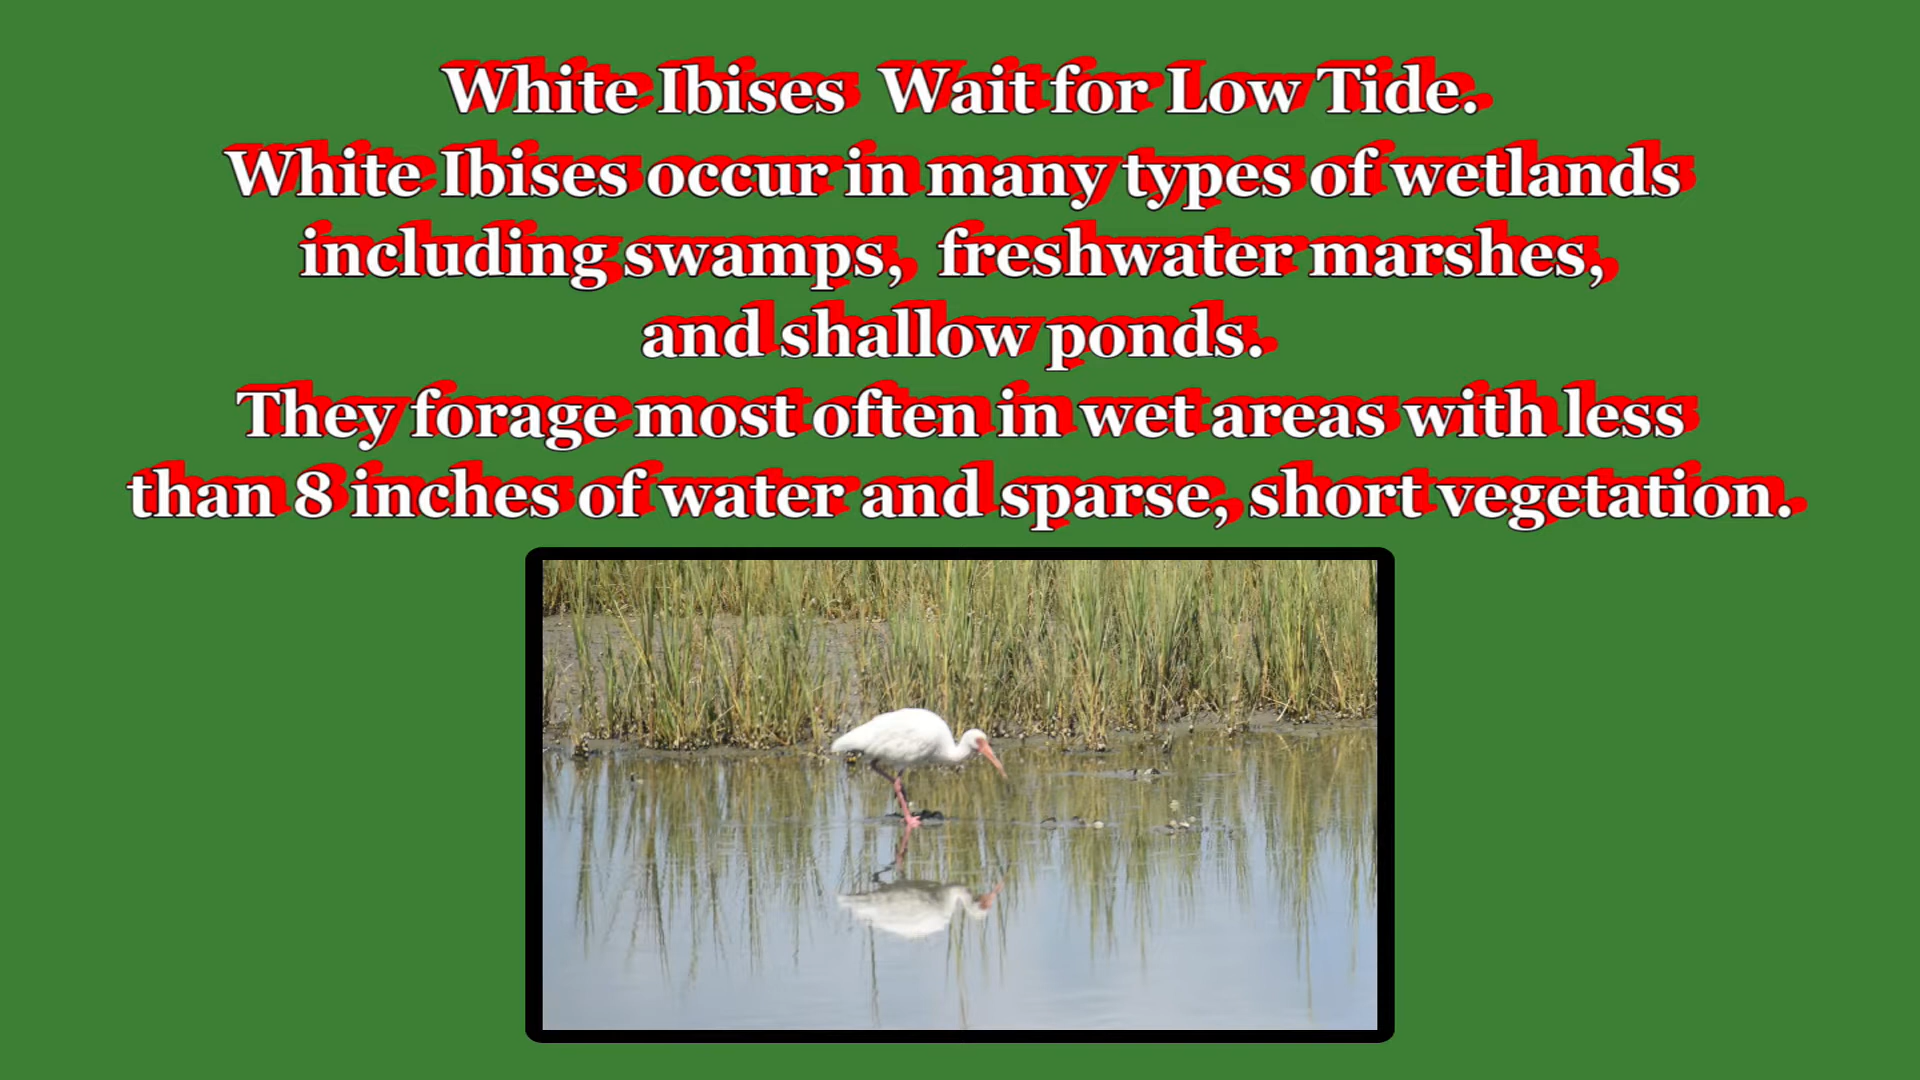 White Ibises  Wait for Low Tide.
White Ibises occur in many types of wetlands
including swamps,  freshwater marshes,
and shallow ponds.
They forage most often in wet areas with less
than 8 inches of water and sparse, short vegetation.